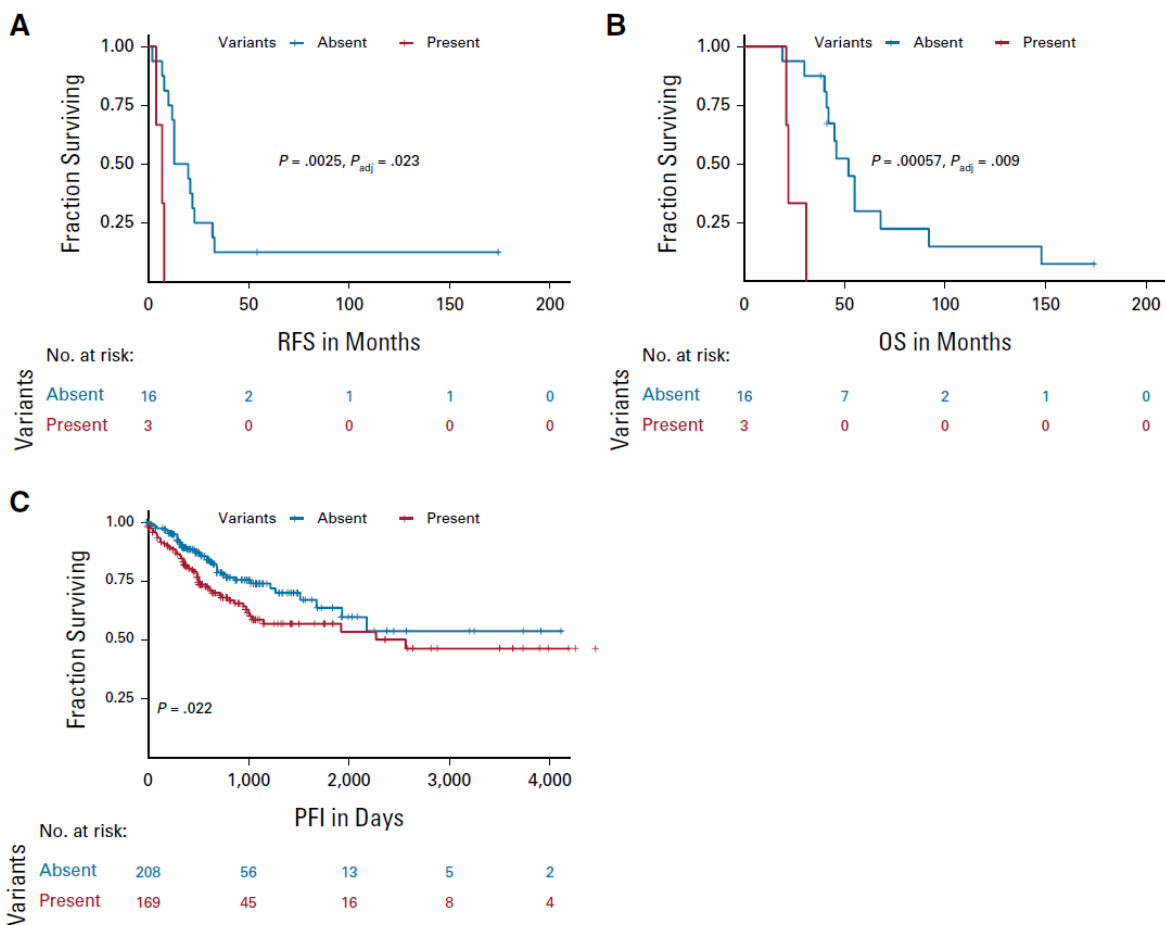 A
Variants Absent Present
1.00
0.75
0.50
0.25
Fraction Surviving
P = .0025, Padj = .023
0 50 100 150 200
RFS in Months
No. at risk:
Variants
Absent 16 2 1 1 0
Present 3 0 0 0 0
B
Variants Absent Present
1.00
0.75
0.50
0.25
Fraction Surviving
P = .00057, Padj = .009
0 50 100 150 200
OS in Months
No. at risk:
Variants
Absent 16 7 2 1 0
Present 3 0 0 0 0
C
Variants Absent Present
1.00
0.75
0.50
0.25
Fraction Surviving
P = .022
0 1,000 2,000 3,000 4,000
PFI in Days
No. at risk:
Variants
Absent 208 56 13 5 2
Present 169 45 16 8 4